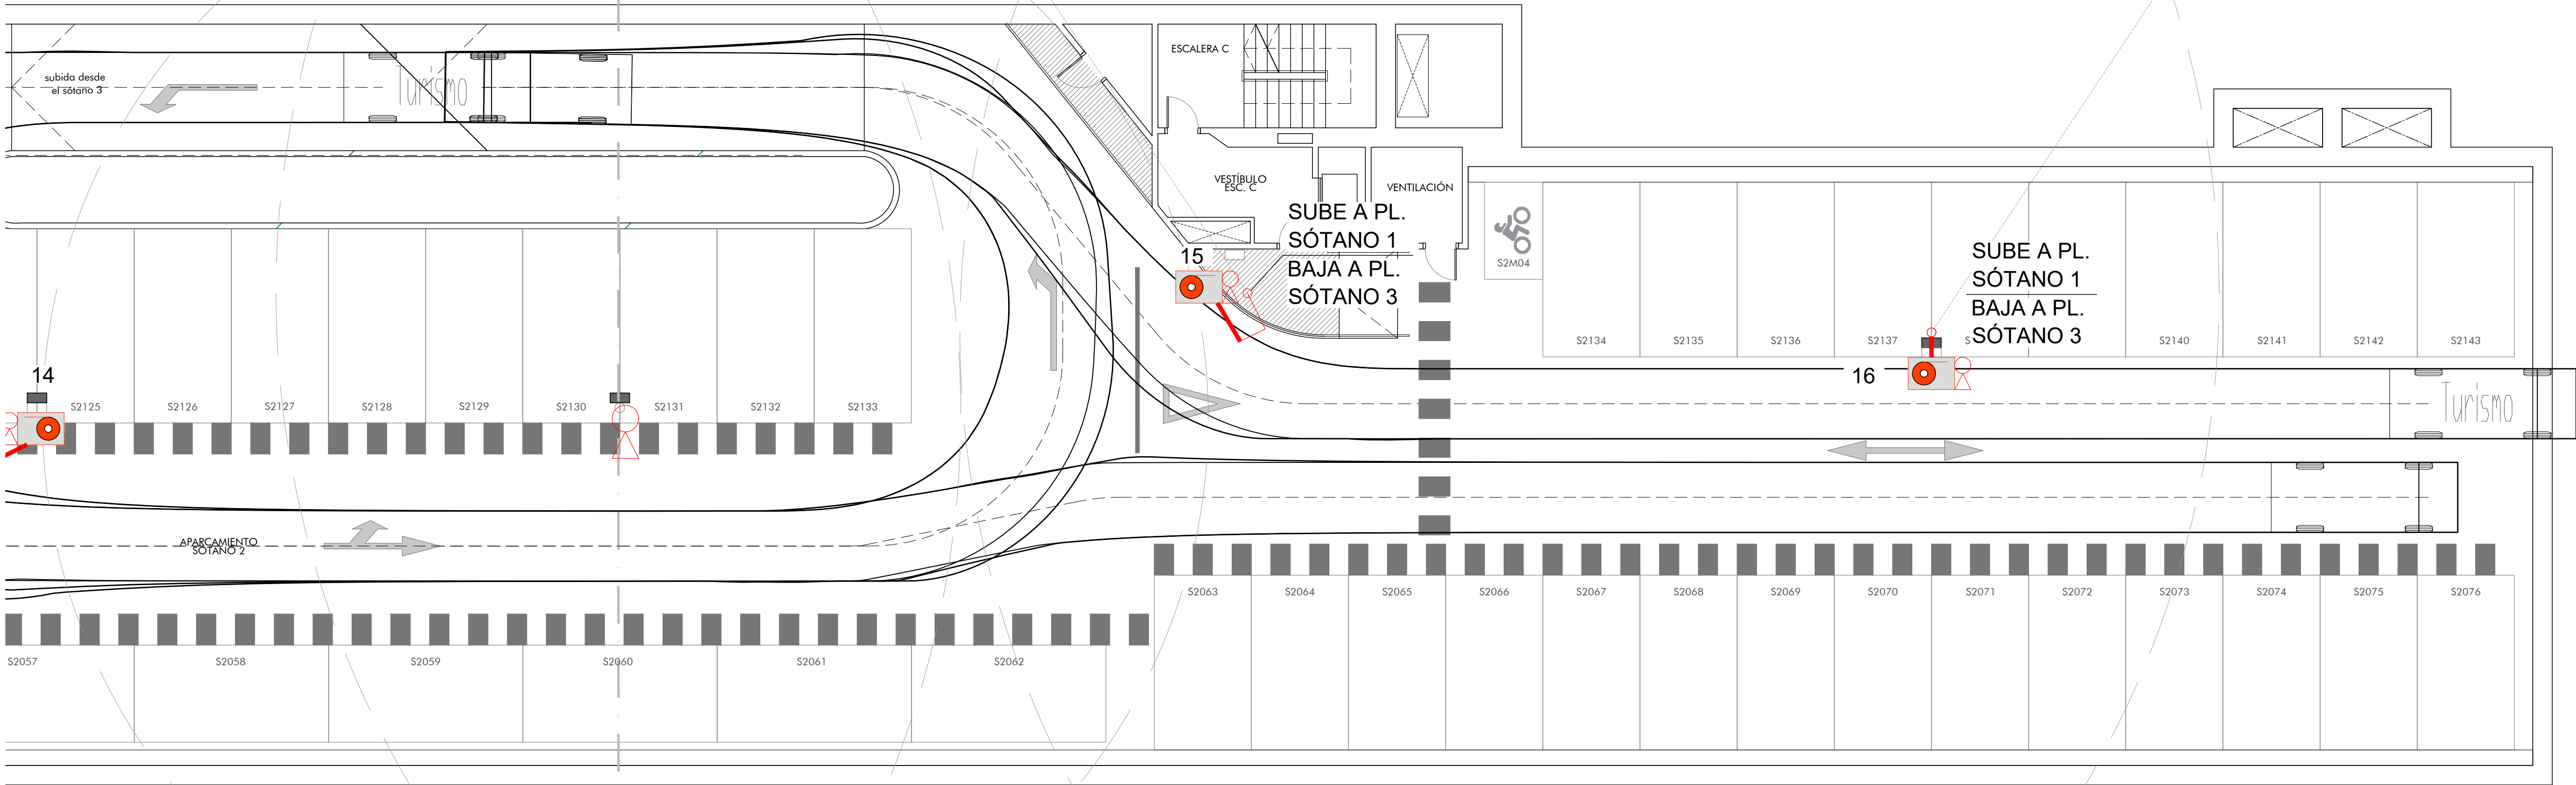 ESCALERA C
subida desde
el sótano 3
Turismo
VESTÍBULO
ESC. C
VENTILACIÓN
SUBE A PL.
SÓTANO 1
BAJA A PL.
SÓTANO 3
15
S2M04
SUBE A PL.
SÓTANO 1
BAJA A PL.
SÓTANO 3
S2134
S2135
S2136
S2137
S
S2140
S2141
S2142
S2143
14
16
S2125
S2126
S2127
S2128
S2129
S2130
S2131
S2132
S2133
Turismo
APARCAMIENTO
SÓTANO 2
S2063
S2064
S2065
S2066
S2067
S2068
S2069
S2070
S2071
S2072
S2073
S2074
S2075
S2076
S2057
S2058
S2059
S2060
S2061
S2062